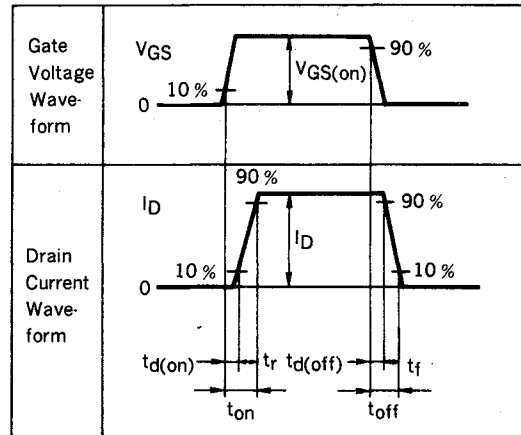 Gate
Voltage
Wave-
form
VGS
10 %
0
VGS(on)
90 %
Drain
Current
Wave-
form
ID
90 %
10 %
0
ID
90 %
10 %
td(on)
tr
td(off)
tf
ton
toff